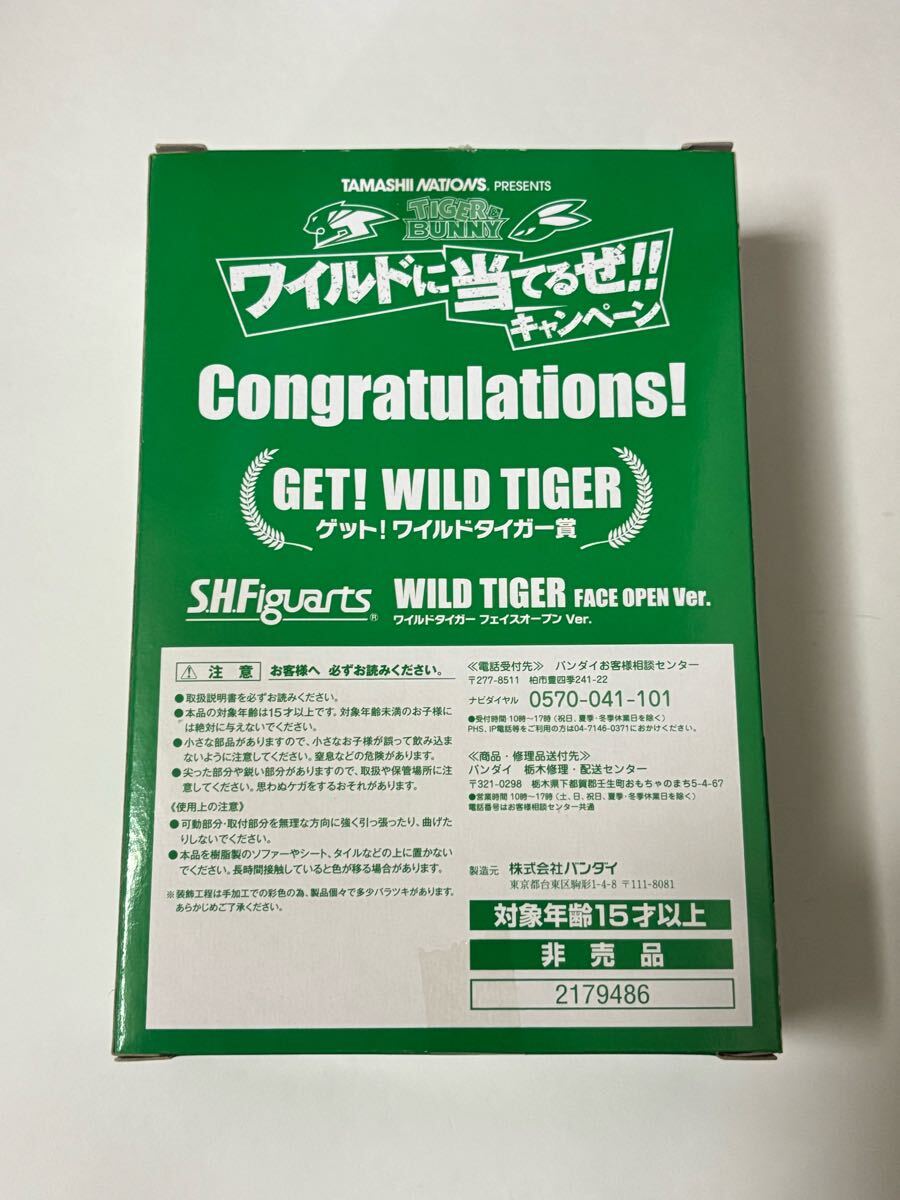 TAMASHII NATIONS. PRESENTS
TIGER & BUNNY
ワイルドに当てるぜ!!
キャンペーン
Congratulations!
GET! WILD TIGER
ゲット!ワイルドタイガー賞
S.H.Figuarts® WILD TIGER FACE OPEN Ver.
ワイルドタイガー フェイスオープン Ver.
⚠ 注 意 お客様へ 必ずお読みください。
●取扱説明書を必ずお読みください。
●本品の対象年齢は15才以上です。対象年齢未満のお子様に
は絶対に与えないでください。
●小さな部品がありますので、小さなお子様が誤って飲み込ま
ないように注意してください。窒息などの危険があります。
●尖った部分や鋭い部分がありますので、取扱や保管場所に注
意してください。思わぬケガをするおそれがあります。
《使用上の注意》
●可動部分・取付部分を無理な方向に強く引っ張ったり、曲げた
りしないでください。
●本品を樹脂製のソファーやシート、タイルなどの上に置かない
でください。長時間接触していると色が移る場合があります。
※装飾工程は手加工での彩色の為、製品個々で多少バラツキがあります。
あらかじめご了承ください。
≪電話受付先≫ バンダイお客様相談センター
〒277-8511 柏市豊四季241-22
ナビダイヤル 0570-041-101
●受付時間 10時〜17時(祝日、夏季・冬季休業日を除く)
PHS、IP電話等をご利用の方は04-7146-0371におかけください。
≪商品・修理品送付先≫
バンダイ 栃木修理・配送センター
〒321-0298 栃木県下都賀郡壬生町おもちゃのまち5-4-67
●営業時間 10時〜17時(土、日、祝日、夏季・冬季休業日を除く)
電話番号はお客様相談センター共通
製造元 株式会社バンダイ
東京都台東区駒形1-4-8 〒111-8081
対象年齢15才以上
非売品
2179486